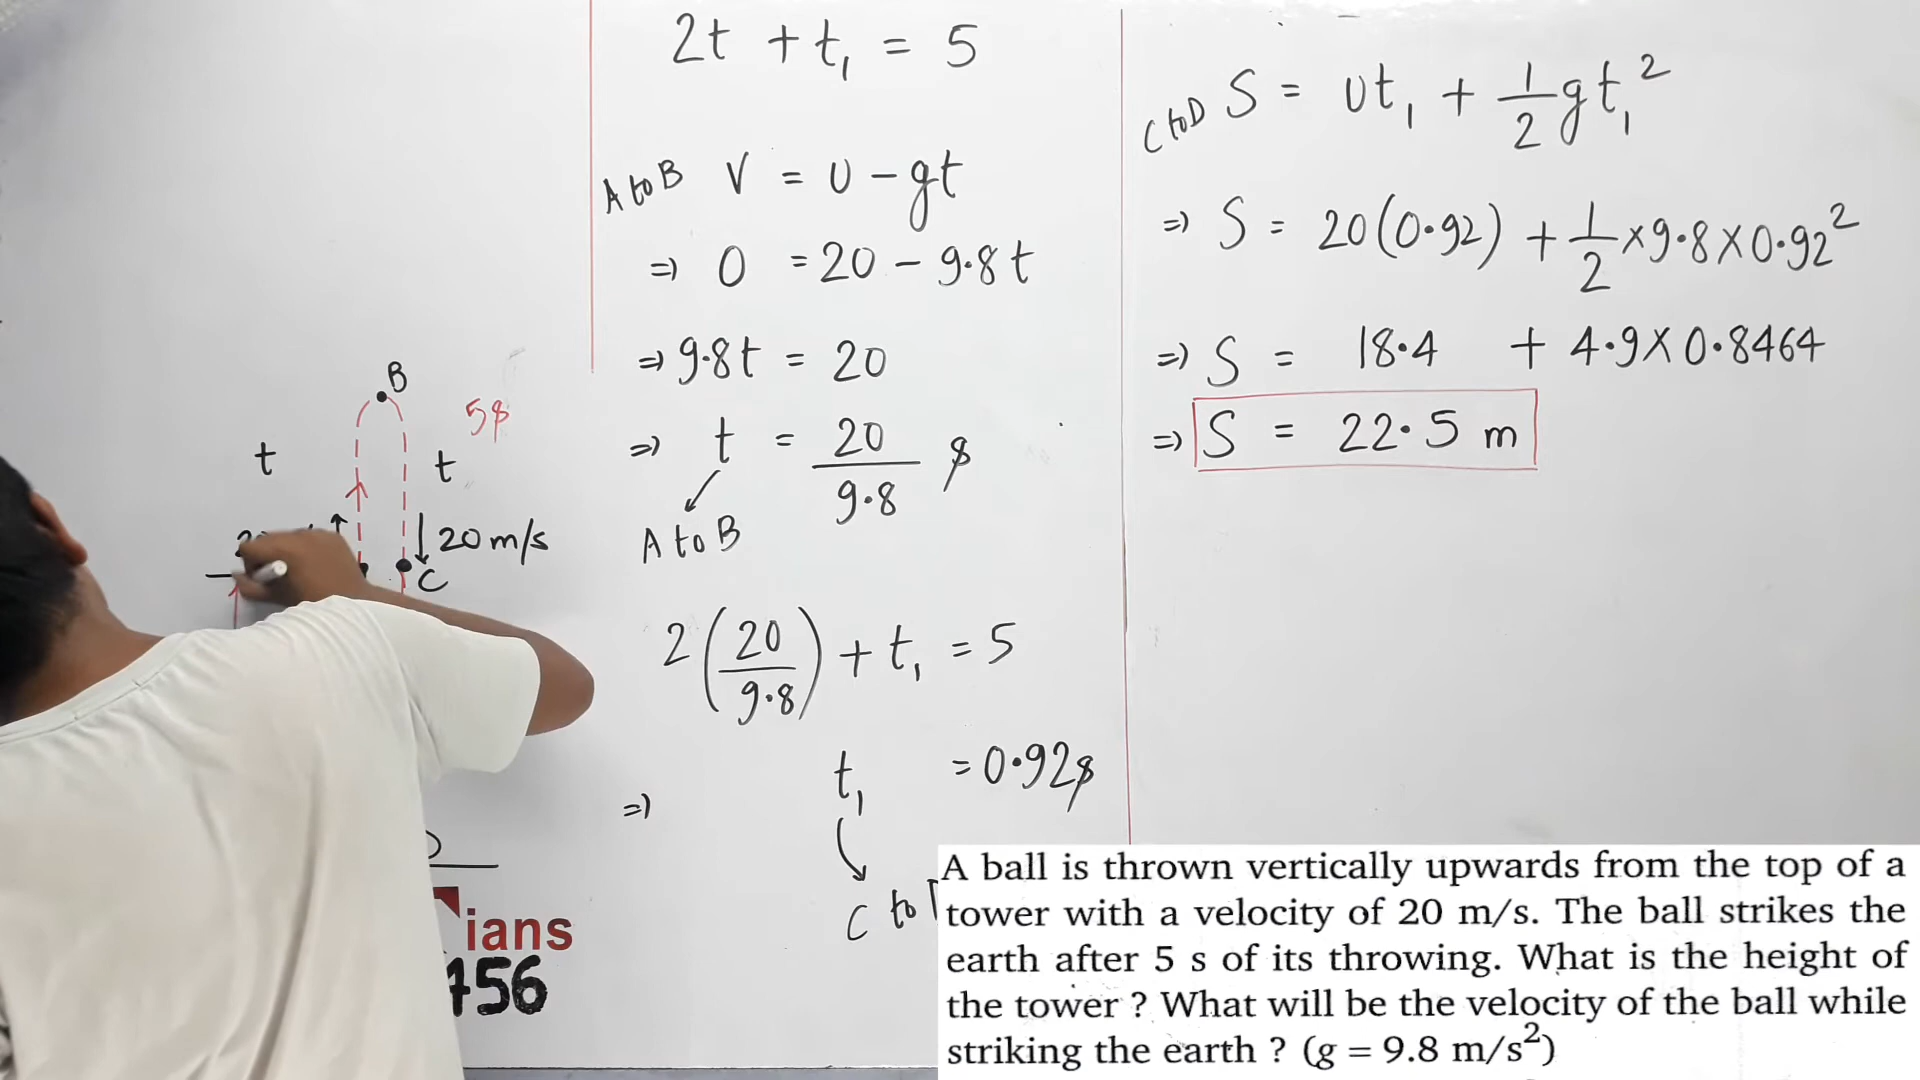 2t + t₁ = 5
A to B V = U - gt
=) 0 = 20 - 9.8t
=) 9.8t = 20
=) t = 20/9.8 s
A to B
2(20/9.8) + t₁ = 5
=) t₁ = 0.92s
C to
C to D S = Ut₁ + 1/2 gt₁²
=) S = 20(0.92) + 1/2 × 9.8 × 0.92²
=) S = 18.4 + 4.9 × 0.8464
=) S = 22.5 m
B
5s
t
t
20 m/s
C
ians
456
A ball is thrown vertically upwards from the top of a
tower with a velocity of 20 m/s. The ball strikes the
earth after 5 s of its throwing. What is the height of
the tower ? What will be the velocity of the ball while
striking the earth ? (g = 9.8 m/s²)